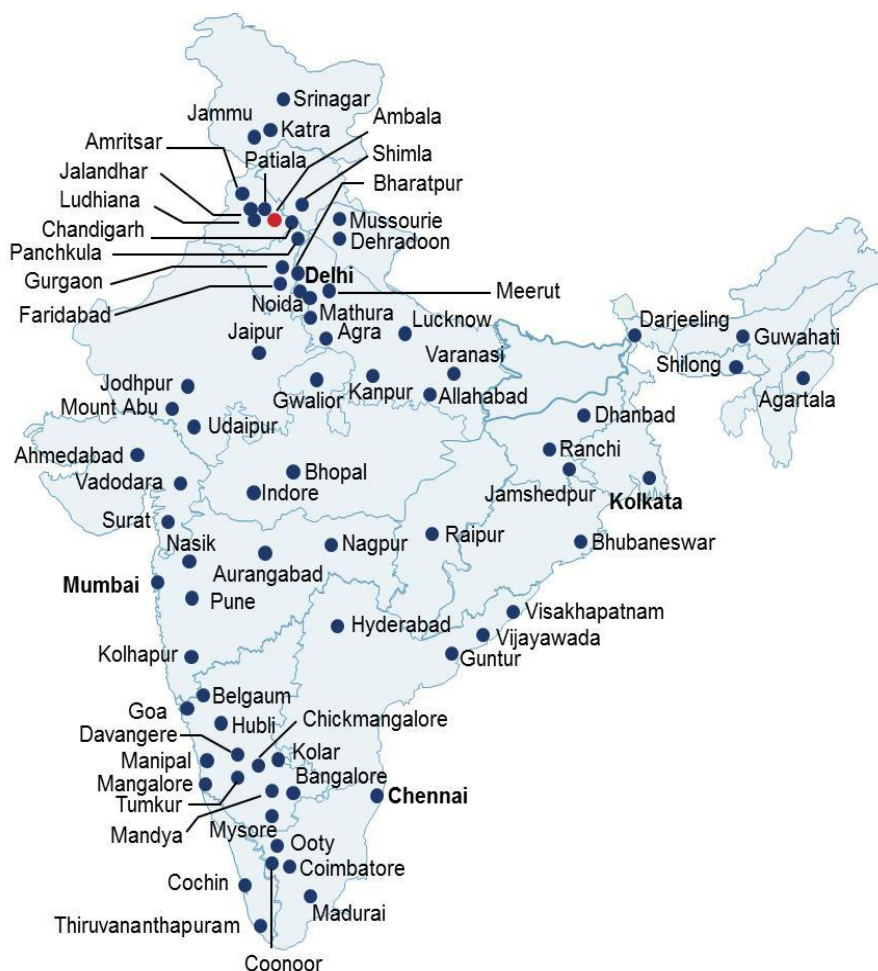 Srinagar
Jammu
Katra
Ambala
Amritsar
Patiala
Shimla
Jalandhar
Bharatpur
Ludhiana
Chandigarh
Mussourie
Dehradoon
Panchkula
Gurgaon
Delhi
Faridabad
Noida
Meerut
Mathura
Lucknow
Darjeeling
Jaipur
Agra
Guwahati
Varanasi
Shilong
Jodhpur
Gwalior
Kanpur
Allahabad
Agartala
Mount Abu
Udaipur
Dhanbad
Ahmedabad
Ranchi
Vadodara
Bhopal
Indore
Jamshedpur
Kolkata
Surat
Nasik
Nagpur
Raipur
Bhubaneswar
Aurangabad
Mumbai
Pune
Visakhapatnam
Hyderabad
Vijayawada
Kolhapur
Guntur
Belgaum
Goa
Hubli
Chickmangalore
Davangere
Manipal
Kolar
Mangalore
Bangalore
Tumkur
Chennai
Mandya
Mysore
Ooty
Coimbatore
Cochin
Madurai
Thiruvananthapuram
Coonoor